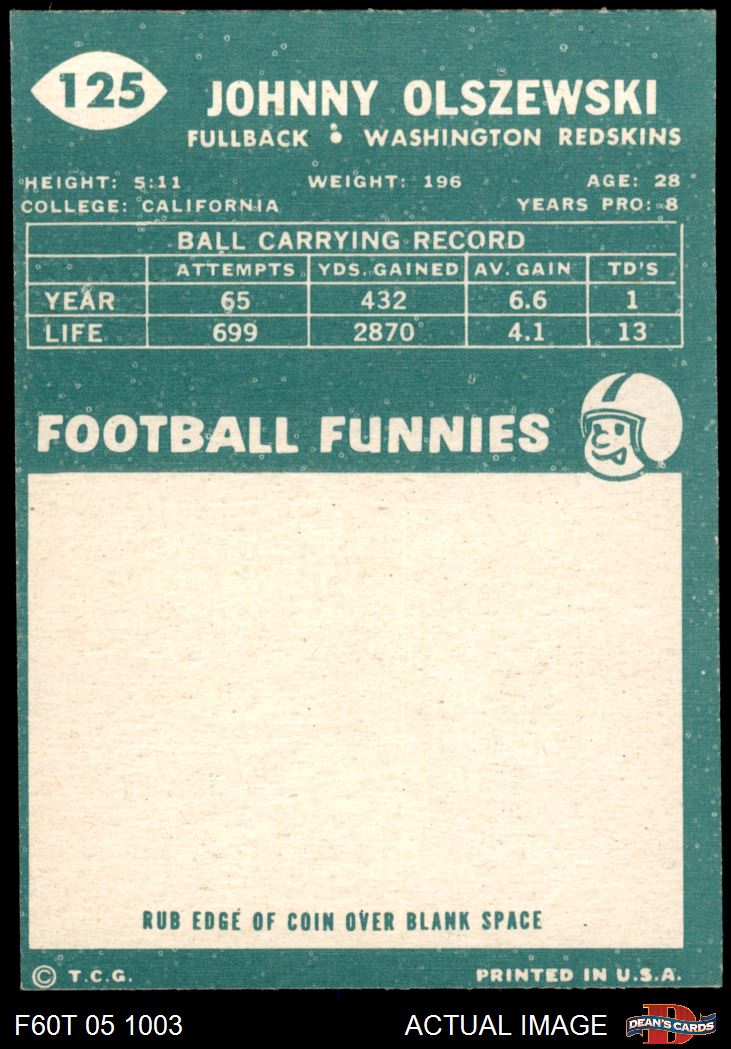 125
JOHNNY OLSZEWSKI
FULLBACK • WASHINGTON REDSKINS
HEIGHT: 5:11 WEIGHT: 196 AGE: 28
COLLEGE: CALIFORNIA YEARS PRO: 8
BALL CARRYING RECORD
ATTEMPTS YDS. GAINED AV. GAIN TD'S
YEAR 65 432 6.6 1
LIFE 699 2870 4.1 13
FOOTBALL FUNNIES
RUB EDGE OF COIN OVER BLANK SPACE
© T.C.G. PRINTED IN U.S.A.
F60T 05 1003 ACTUAL IMAGE D DEAN'S CARDS